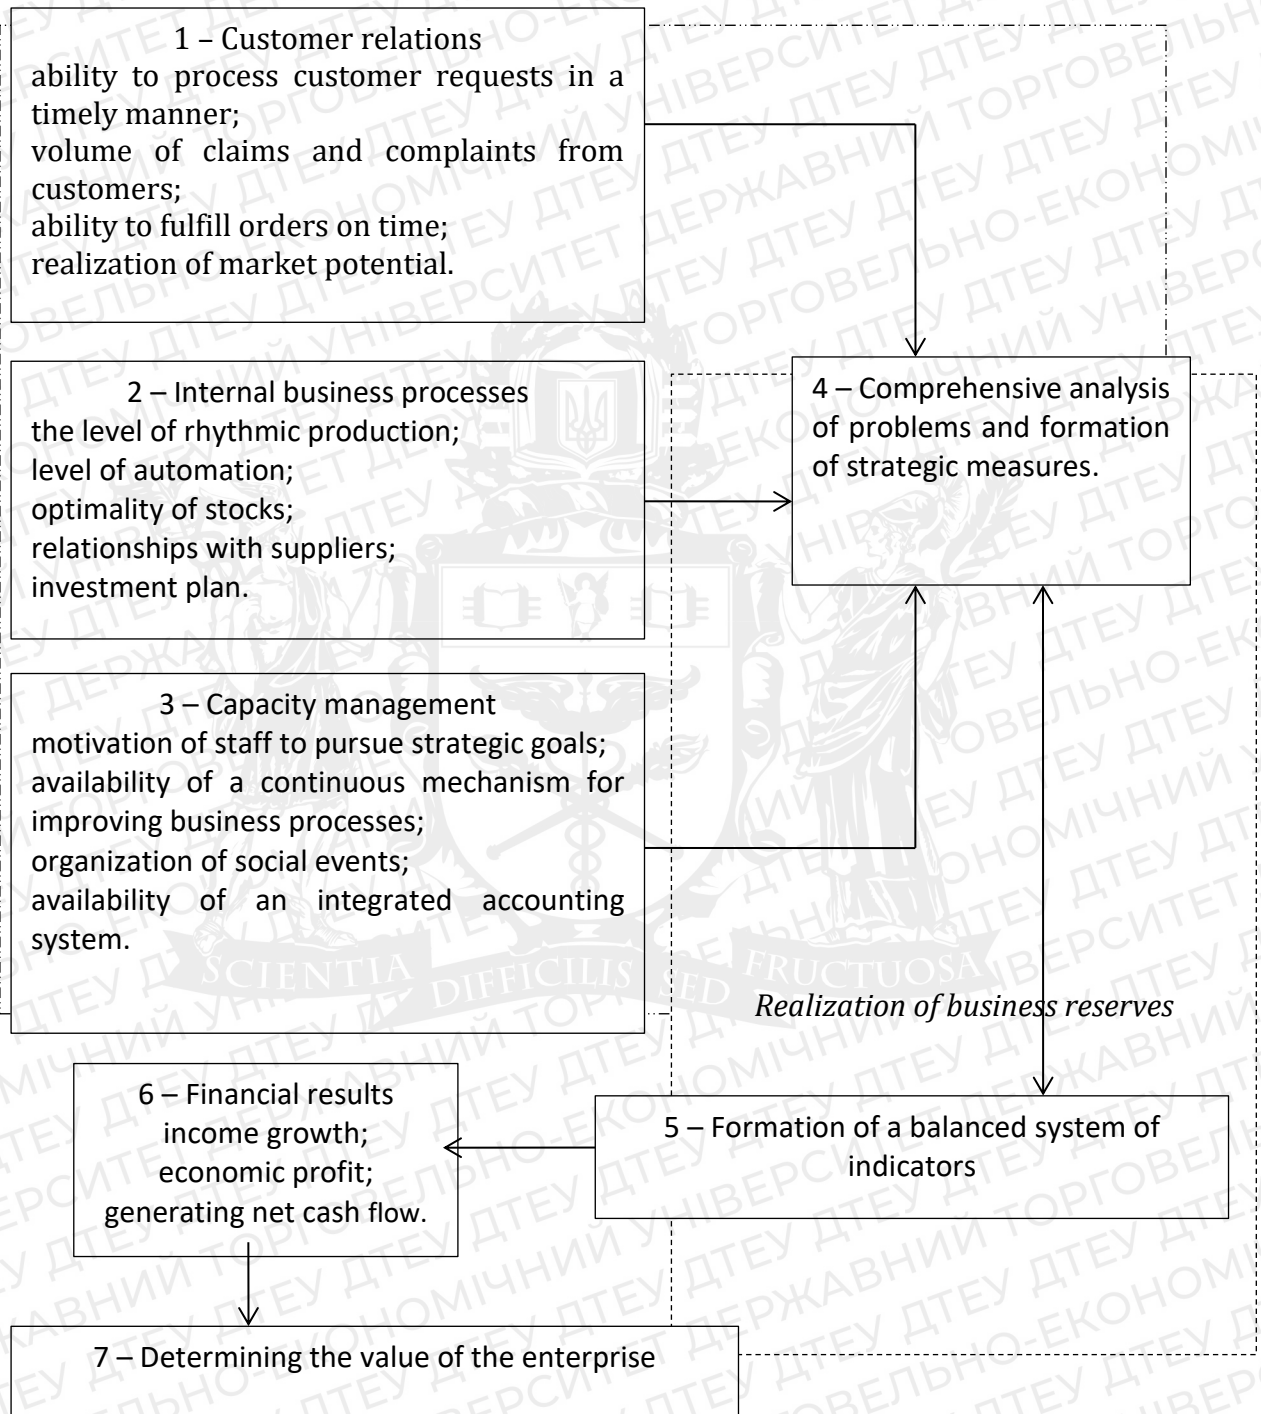 1 – Customer relations
ability to process customer requests in a
timely manner;
volume of claims and complaints from
customers;
ability to fulfill orders on time;
realization of market potential.
2 – Internal business processes
the level of rhythmic production;
level of automation;
optimality of stocks;
relationships with suppliers;
investment plan.
4 – Comprehensive analysis
of problems and formation
of strategic measures.
3 – Capacity management
motivation of staff to pursue strategic goals;
availability of a continuous mechanism for
improving business processes;
organization of social events;
availability of an integrated accounting
system.
SCIENTIA DIFFICILIS SED FRUCTUOSA
Realization of business reserves
6 – Financial results
income growth;
economic profit;
generating net cash flow.
5 – Formation of a balanced system of
indicators
7 – Determining the value of the enterprise